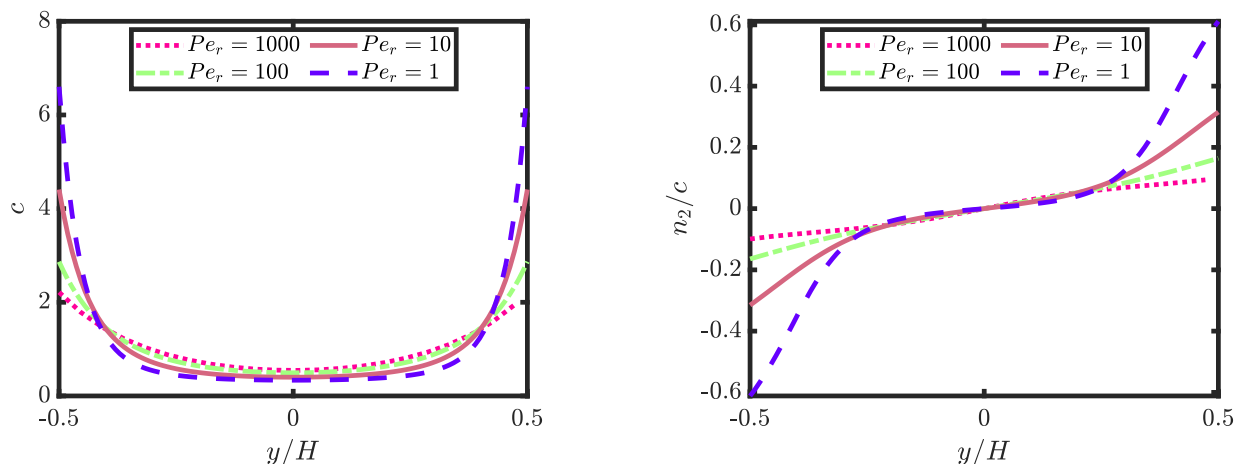 8
6
4
2
0
c
Pe_r = 1000
Pe_r = 10
Pe_r = 100
Pe_r = 1
-0.5
0
0.5
y/H
0.6
0.4
0.2
0
-0.2
-0.4
-0.6
n_2/c
Pe_r = 1000
Pe_r = 10
Pe_r = 100
Pe_r = 1
-0.5
0
0.5
y/H